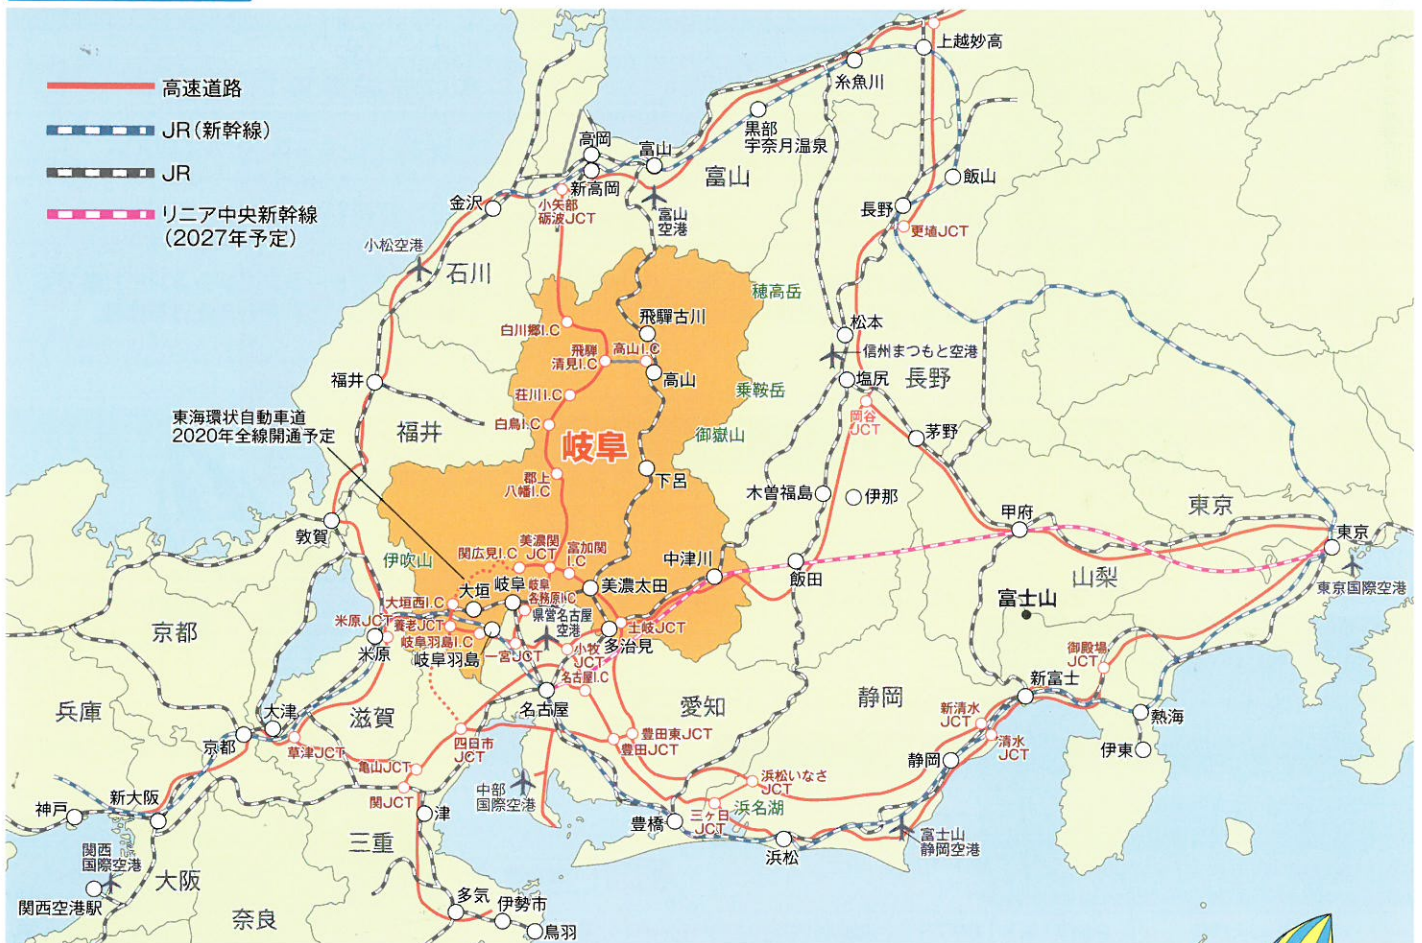 高速道路
JR(新幹線)
JR
リニア中央新幹線
(2027年予定)
上越妙高
糸魚川
黒部
宇奈月温泉
高岡
富山
新高岡
富山
飯山
金沢
小矢部
砺波JCT
富山
空港
長野
更埴JCT
小松空港
石川
穂高岳
白川郷I.C
飛騨古川
松本
飛騨
清見I.C
高山I.C
信州まつもと空港
高山
福井
塩尻
長野
荘川I.C
乗鞍岳
岡谷
JCT
東海環状自動車道
2020年全線開通予定
福井
白鳥I.C
岐阜
御嶽山
茅野
郡上
八幡I.C
下呂
木曽福島
伊那
東京
甲府
敦賀
東京
伊吹山
関広見I.C
美濃関
JCT
富加関
I.C
中津川
飯田
山梨
東京国際空港
大垣
岐阜
岐阜
各務原I.C
美濃太田
富士山
大垣西I.C
県営名古屋
空港
米原JCT
養老JCT
土岐JCT
京都
岐阜羽島I.C
多治見
米原
岐阜羽島
一宮JCT
小牧
JCT
御殿場
JCT
名古屋I.C
新富士
兵庫
大津
滋賀
名古屋
愛知
静岡
新清水
JCT
熱海
京都
草津JCT
四日市
JCT
豊田東JCT
豊田JCT
清水
JCT
伊東
亀山JCT
静岡
関JCT
中部
国際空港
浜松いなさ
JCT
神戸
新大阪
津
浜名湖
三ヶ日
JCT
豊橋
三重
浜松
富士山
静岡空港
関西
国際空港
大阪
関西空港駅
奈良
多気
伊勢市
鳥羽